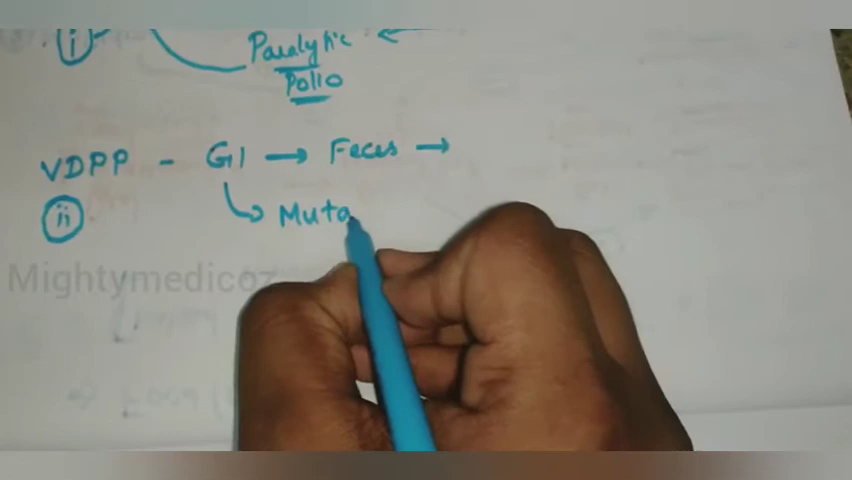 i
Paralytic ←
Polio
VDPP - GI → Feces →
ii Muta
Mightymedicoz